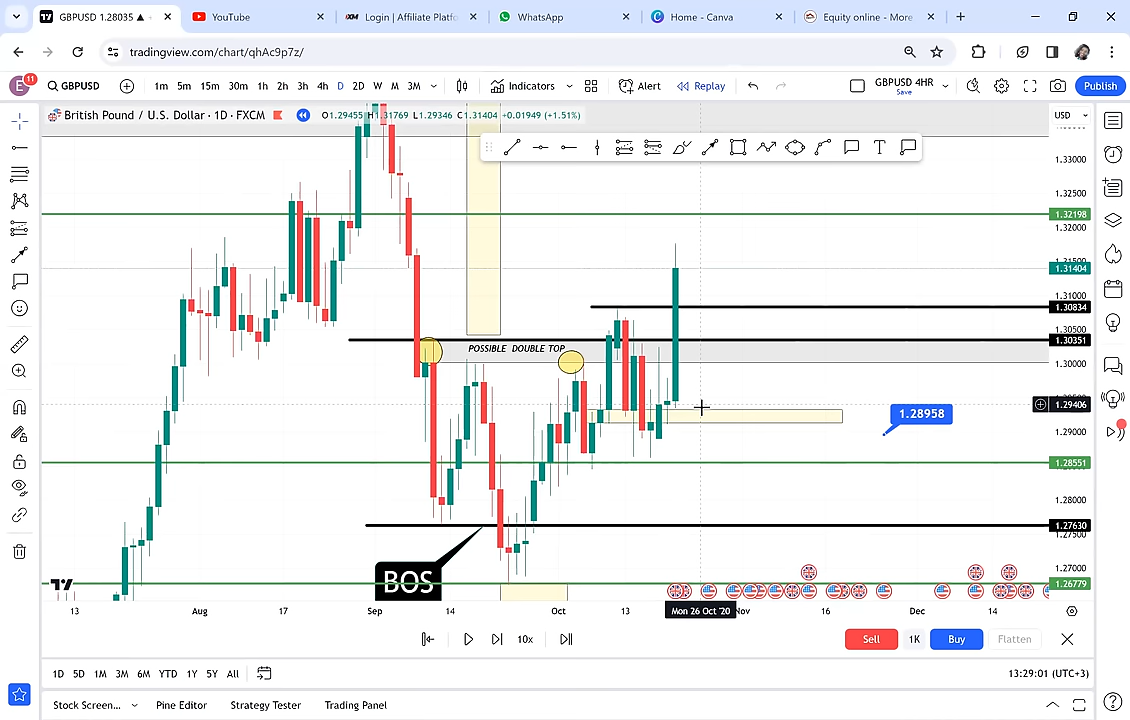 GBPUSD 1.28035 ▲
YouTube
Login | Affiliate Platfo
WhatsApp
Home - Canva
Equity online - More
tradingview.com/chart/qhAc9p7z/
E
11
GBPUSD
1m 5m 15m 30m 1h 2h 3h 4h D 2D W M 3M
Indicators
Alert
Replay
GBPUSD 4HR
Save
Publish
British Pound / U.S. Dollar · 1D · FXCM
O1.29455 H1.31769 L1.29346 C1.31404 +0.01949 (+1.51%)
USD
1.33000
1.32500
1.32198
1.32000
1.31404
1.31000
1.30834
1.30500
1.30351
POSSIBLE DOUBLE TOP
1.30000
1.29406
1.28958
1.29000
1.28551
1.28000
1.27630
1.27500
1.27000
BOS
1.26779
13 Aug 17 Sep 14 Oct 13 Mon 26 Oct '20 Nov 16 Dec 14
10x
Sell
1K
Buy
Flatten
1D 5D 1M 3M 6M YTD 1Y 5Y All
13:29:01 (UTC+3)
Stock Screen...
Pine Editor
Strategy Tester
Trading Panel